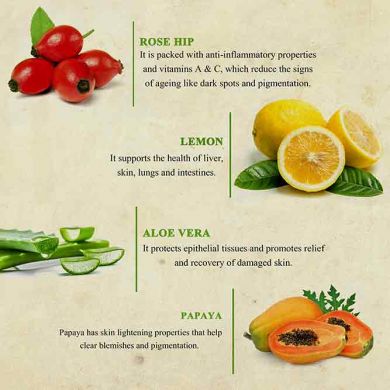 ROSE HIP
It is packed with anti-inflammatory properties
and vitamins A & C, which reduce the signs
of ageing like dark spots and pigmentation.
LEMON
It supports the health of liver,
skin, lungs and intestines.
ALOE VERA
It protects epithelial tissues and promotes relief
and recovery of damaged skin.
PAPAYA
Papaya has skin lightening properties that help
clear blemishes and pigmentation.